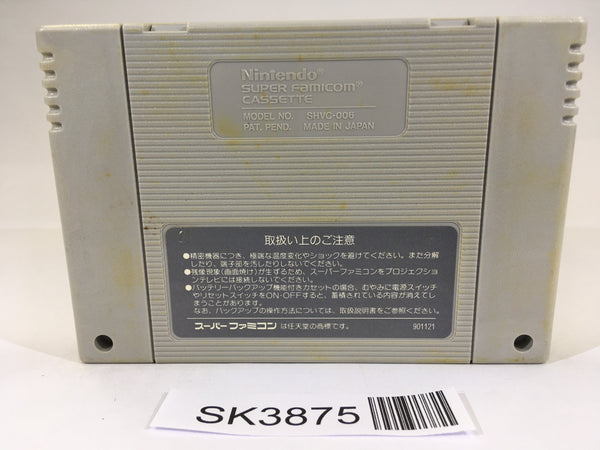 Nintendo®
SUPER FAMICOM®
CASSETTE
MODEL NO. SHVC-006
PAT. PEND. MADE IN JAPAN
取扱い上のご注意
●精密機器につき、極端な温度変化やショックを避けてください。また分解
したり、端子部を汚したりしないでください。
●残像現象(画面焼け)が生ずるため、スーパーファミコンをプロジェクショ
ンテレビには接続しないでください。
●バッテリーバックアップ機能付きカセットの場合、むやみに電源スイッチ
やリセットスイッチをON・OFFすると、蓄積されている内容が消えてし
まうことがあります。
なお、バックアップの操作方法については、取扱説明書をご参照ください。
スーパーファミコン は任天堂の商標です。 901121
SK3875